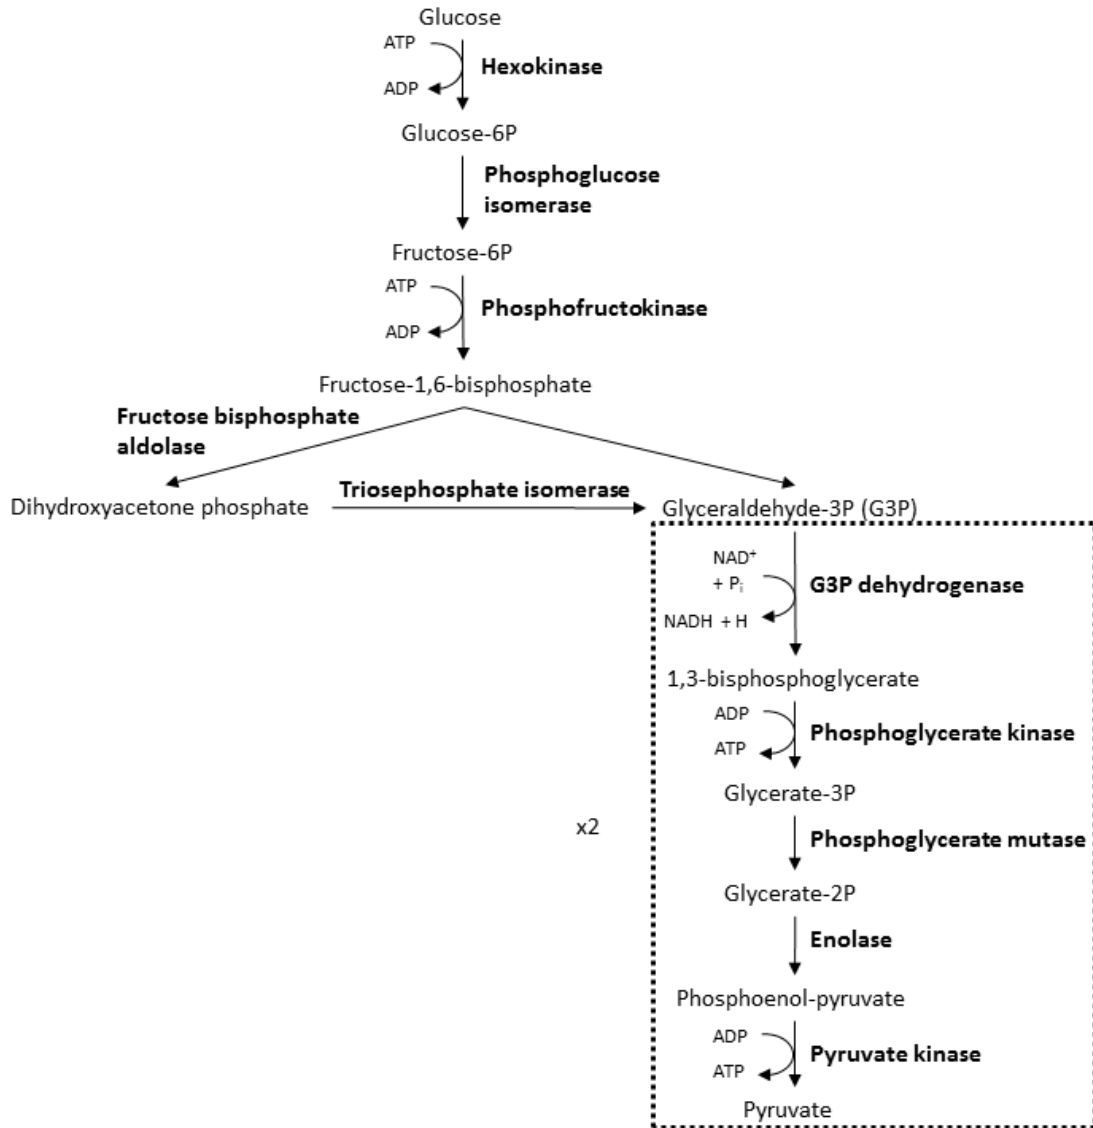 Glucose
ATP
Hexokinase
ADP
Glucose-6P
Phosphoglucose
isomerase
Fructose-6P
ATP
Phosphofructokinase
ADP
Fructose-1,6-bisphosphate
Fructose bisphosphate
aldolase
Triosephosphate isomerase
Dihydroxyacetone phosphate
Glyceraldehyde-3P (G3P)
NAD⁺
+ Pᵢ
G3P dehydrogenase
NADH + H
1,3-bisphosphoglycerate
ADP
Phosphoglycerate kinase
ATP
Glycerate-3P
x2
Phosphoglycerate mutase
Glycerate-2P
Enolase
Phosphoenol-pyruvate
ADP
Pyruvate kinase
ATP
Pyruvate